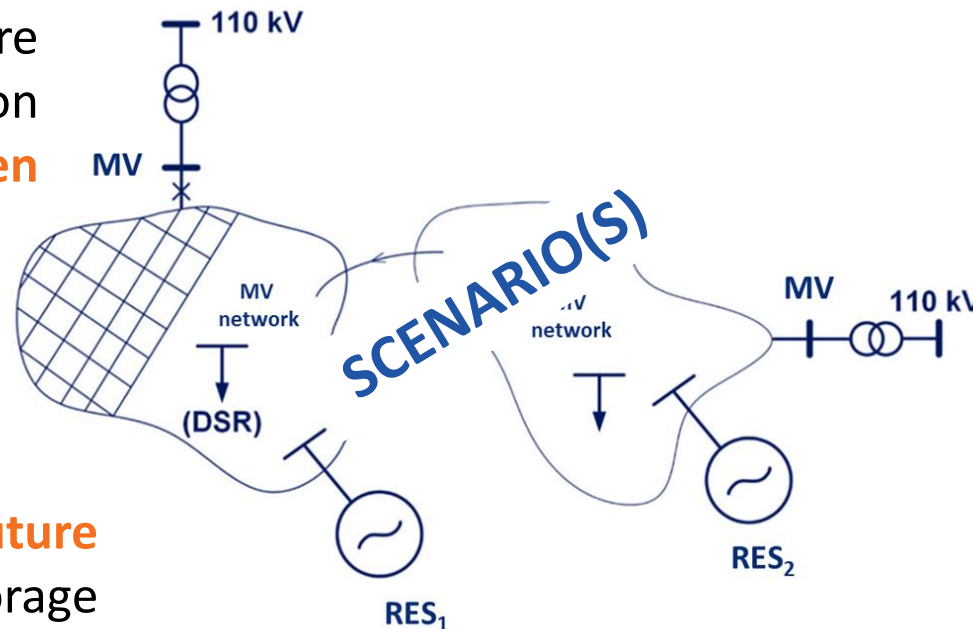 re
on
en
uture
orage
110 kV
MV
MV
network
(DSR)
RES₁
SCENARIO(S)
network
MV
110 kV
RES₂